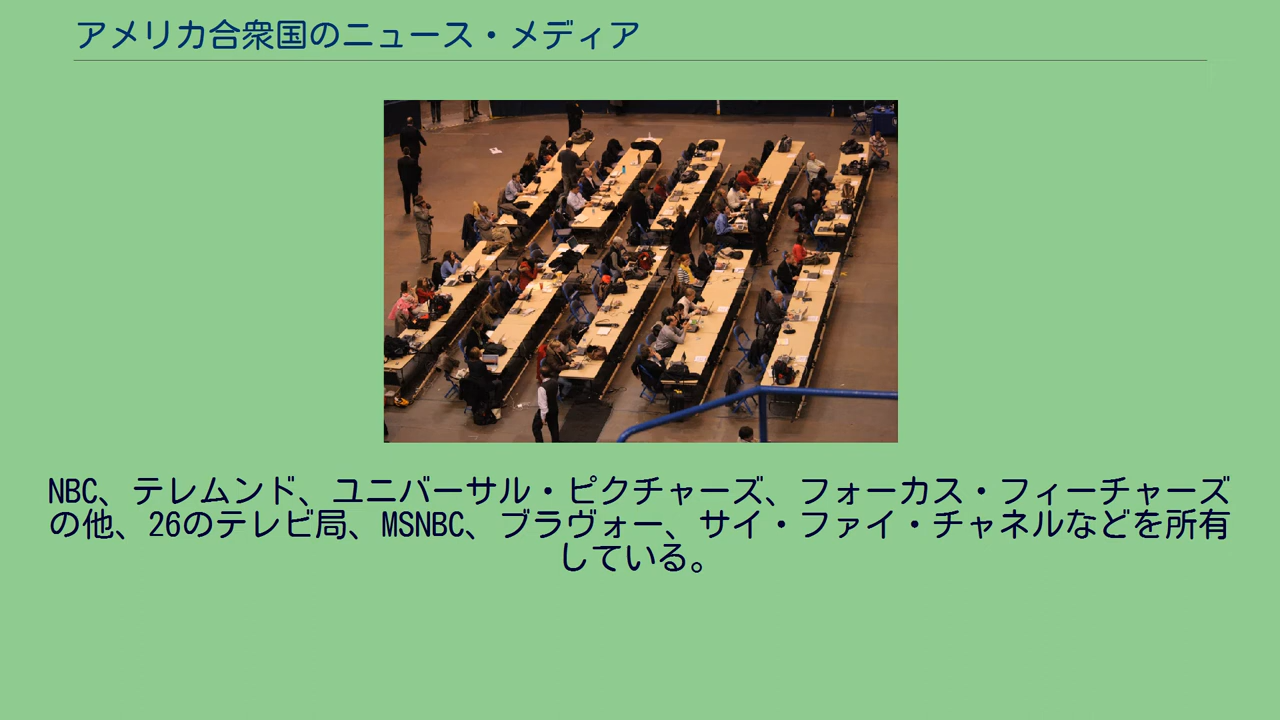 アメリカ合衆国のニュース・メディア
NBC、テレムンド、ユニバーサル・ピクチャーズ、フォーカス・フィーチャーズ
の他、26のテレビ局、MSNBC、ブラヴォー、サイ・ファイ・チャネルなどを所有
している。